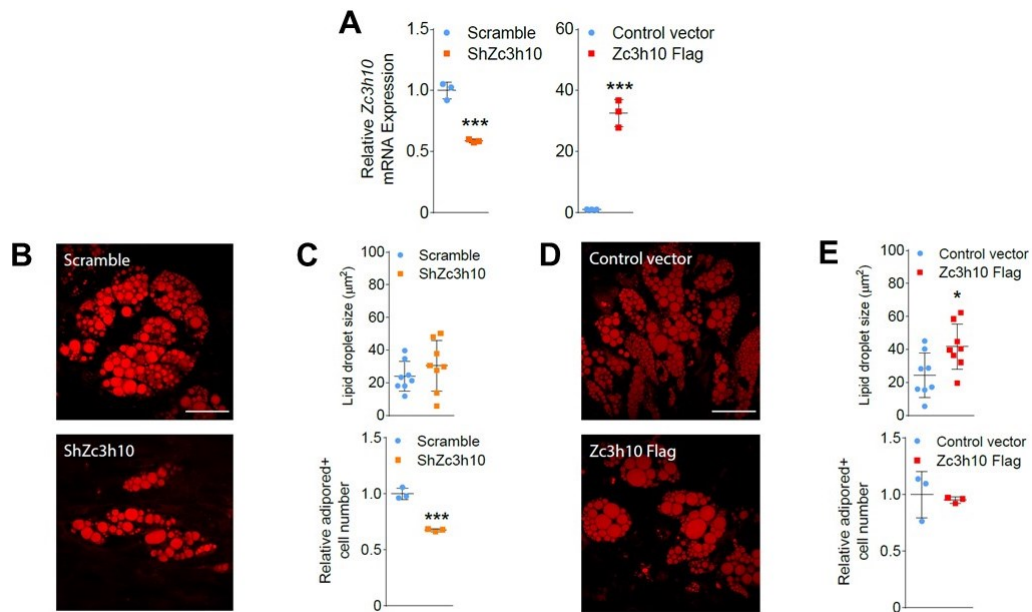 A
Relative Zc3h10
mRNA Expression
1.5
1.0
0.5
0
Scramble
ShZc3h10
***
60
40
20
0
Control vector
Zc3h10 Flag
***
B
Scramble
ShZc3h10
C
Lipid droplet size (μm²)
100
80
60
40
20
0
Scramble
ShZc3h10
Relative adipored+
cell number
1.5
1.0
0.5
0
Scramble
ShZc3h10
***
D
Control vector
Zc3h10 Flag
E
Lipid droplet size (μm²)
100
80
60
40
20
0
Control vector
Zc3h10 Flag
*
Relative adipored+
cell number
1.5
1.0
0.5
0
Control vector
Zc3h10 Flag